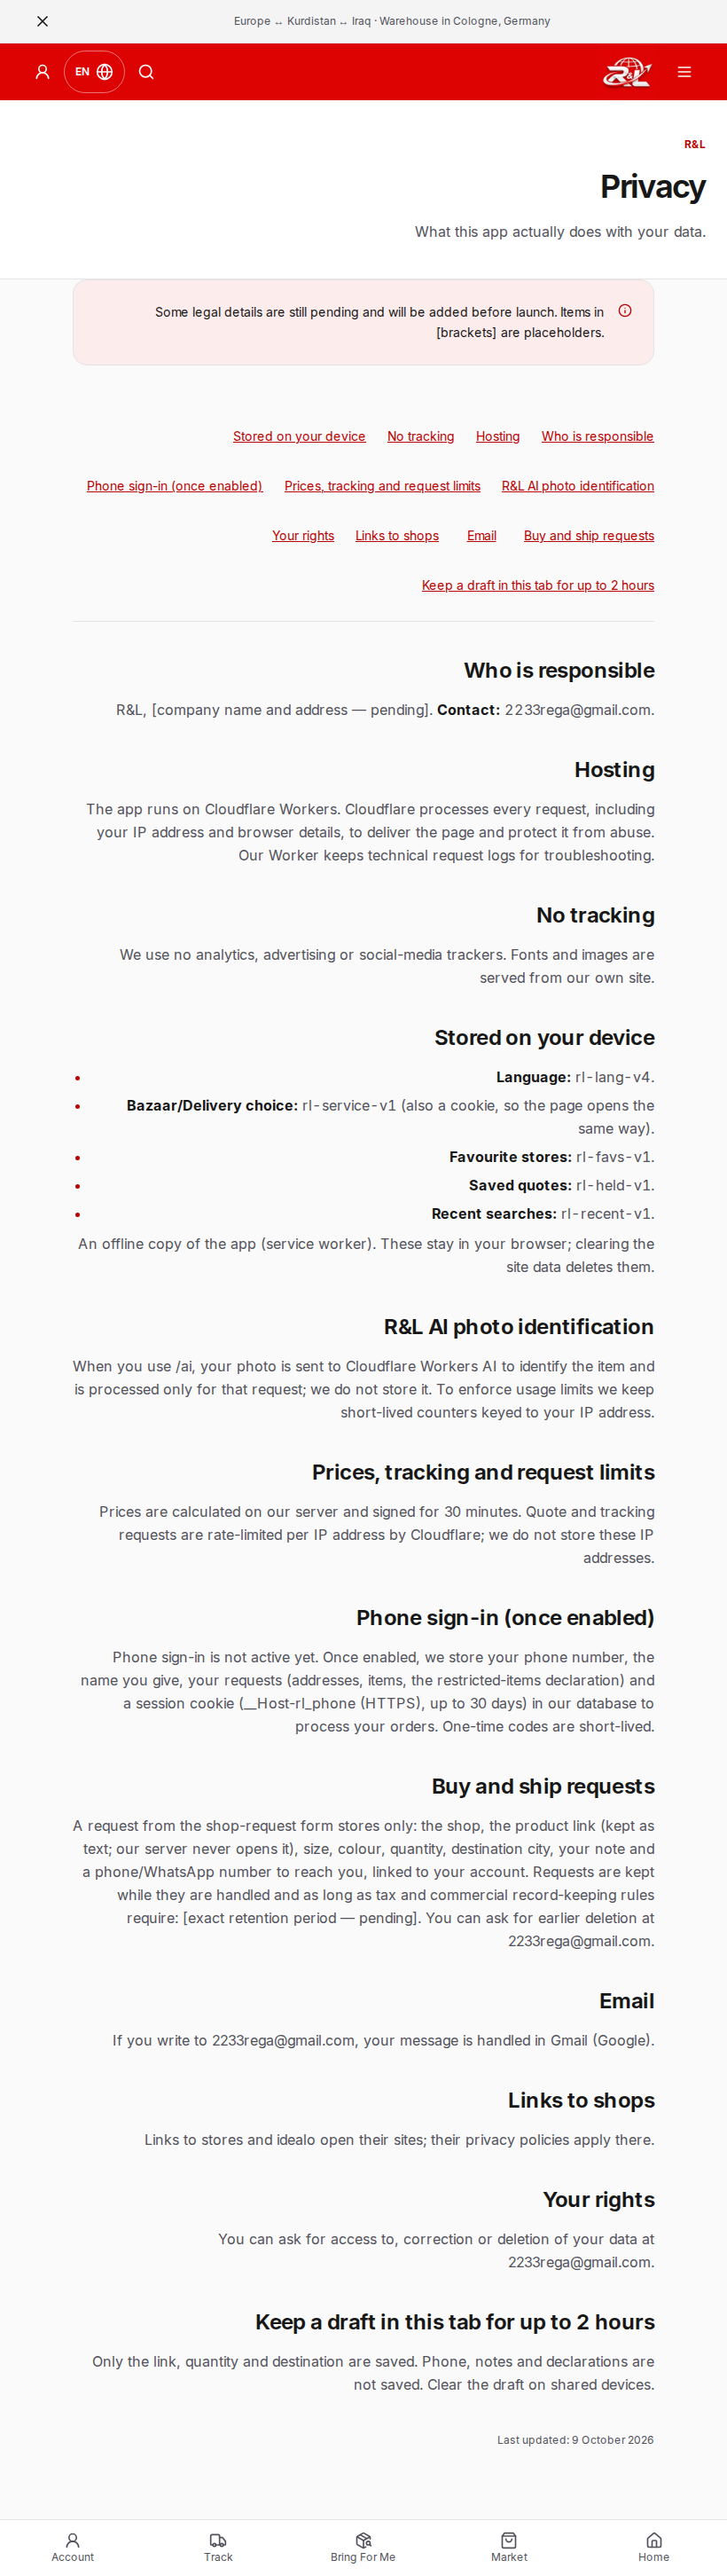 Europe ↔ Kurdistan ↔ Iraq · Warehouse in Cologne, Germany
EN
R&L
R&L
Privacy
What this app actually does with your data.
Some legal details are still pending and will be added before launch. Items in
[brackets] are placeholders.
Stored on your device No tracking Hosting Who is responsible
Phone sign-in (once enabled) Prices, tracking and request limits R&L AI photo identification
Your rights Links to shops Email Buy and ship requests
Keep a draft in this tab for up to 2 hours
Who is responsible
R&L, [company name and address — pending]. Contact: 2233rega@gmail.com.
Hosting
The app runs on Cloudflare Workers. Cloudflare processes every request, including
your IP address and browser details, to deliver the page and protect it from abuse.
Our Worker keeps technical request logs for troubleshooting.
No tracking
We use no analytics, advertising or social-media trackers. Fonts and images are
served from our own site.
Stored on your device
Language: rl-lang-v4.
Bazaar/Delivery choice: rl-service-v1 (also a cookie, so the page opens the
same way).
Favourite stores: rl-favs-v1.
Saved quotes: rl-held-v1.
Recent searches: rl-recent-v1.
An offline copy of the app (service worker). These stay in your browser; clearing the
site data deletes them.
R&L AI photo identification
When you use /ai, your photo is sent to Cloudflare Workers AI to identify the item and
is processed only for that request; we do not store it. To enforce usage limits we keep
short-lived counters keyed to your IP address.
Prices, tracking and request limits
Prices are calculated on our server and signed for 30 minutes. Quote and tracking
requests are rate-limited per IP address by Cloudflare; we do not store these IP
addresses.
Phone sign-in (once enabled)
Phone sign-in is not active yet. Once enabled, we store your phone number, the
name you give, your requests (addresses, items, the restricted-items declaration) and
a session cookie (__Host-rl_phone (HTTPS), up to 30 days) in our database to
process your orders. One-time codes are short-lived.
Buy and ship requests
A request from the shop-request form stores only: the shop, the product link (kept as
text; our server never opens it), size, colour, quantity, destination city, your note and
a phone/WhatsApp number to reach you, linked to your account. Requests are kept
while they are handled and as long as tax and commercial record-keeping rules
require: [exact retention period — pending]. You can ask for earlier deletion at
2233rega@gmail.com.
Email
If you write to 2233rega@gmail.com, your message is handled in Gmail (Google).
Links to shops
Links to stores and idealo open their sites; their privacy policies apply there.
Your rights
You can ask for access to, correction or deletion of your data at
2233rega@gmail.com.
Keep a draft in this tab for up to 2 hours
Only the link, quantity and destination are saved. Phone, notes and declarations are
not saved. Clear the draft on shared devices.
Last updated: 9 October 2026
Account Track Bring For Me Market Home